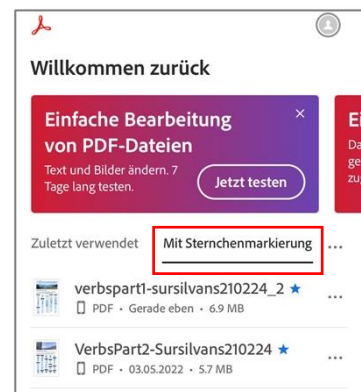 Willkommen zurück
Einfache Bearbeitung
von PDF-Dateien
Text und Bilder ändern. 7
Tage lang testen.
Jetzt testen
Ei
Da
ge
zu
Zuletzt verwendet Mit Sternchenmarkierung
verbspart1-sursilvans210224_2
PDF • Gerade eben • 6.9 MB
VerbsPart2-Sursilvans210224
PDF • 03.05.2022 • 5.7 MB